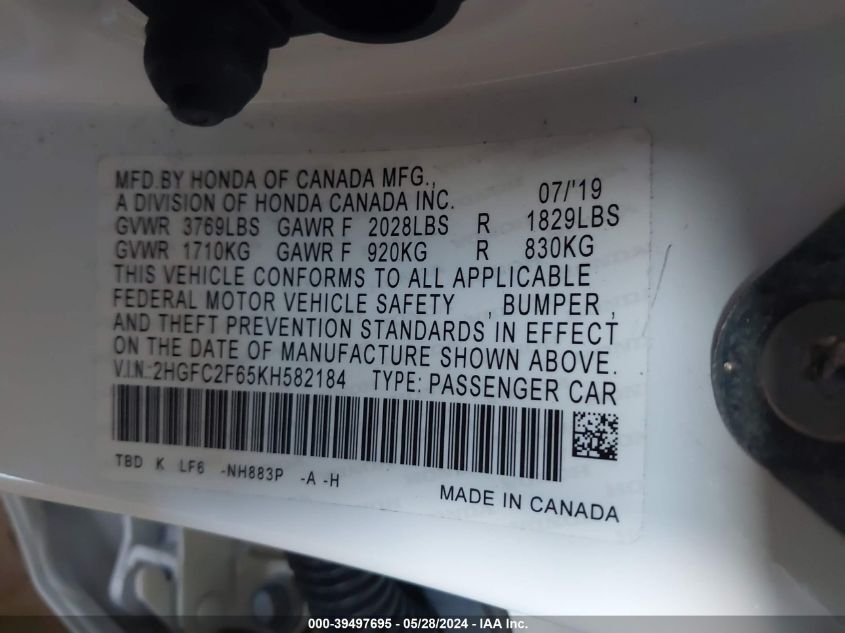 MFD.BY HONDA OF CANADA MFG., 07/'19
A DIVISION OF HONDA CANADA INC.
GVWR 3769LBS GAWR F 2028LBS R 1829LBS
GVWR 1710KG GAWR F 920KG R 830KG
THIS VEHICLE CONFORMS TO ALL APPLICABLE
FEDERAL MOTOR VEHICLE SAFETY , BUMPER ,
AND THEFT PREVENTION STANDARDS IN EFFECT
ON THE DATE OF MANUFACTURE SHOWN ABOVE.
V.I.N.:2HGFC2F65KH582184 TYPE: PASSENGER CAR
TBD K LF6 -NH883P -A -H
MADE IN CANADA
000-39497695 - 05/28/2024 - IAA Inc.